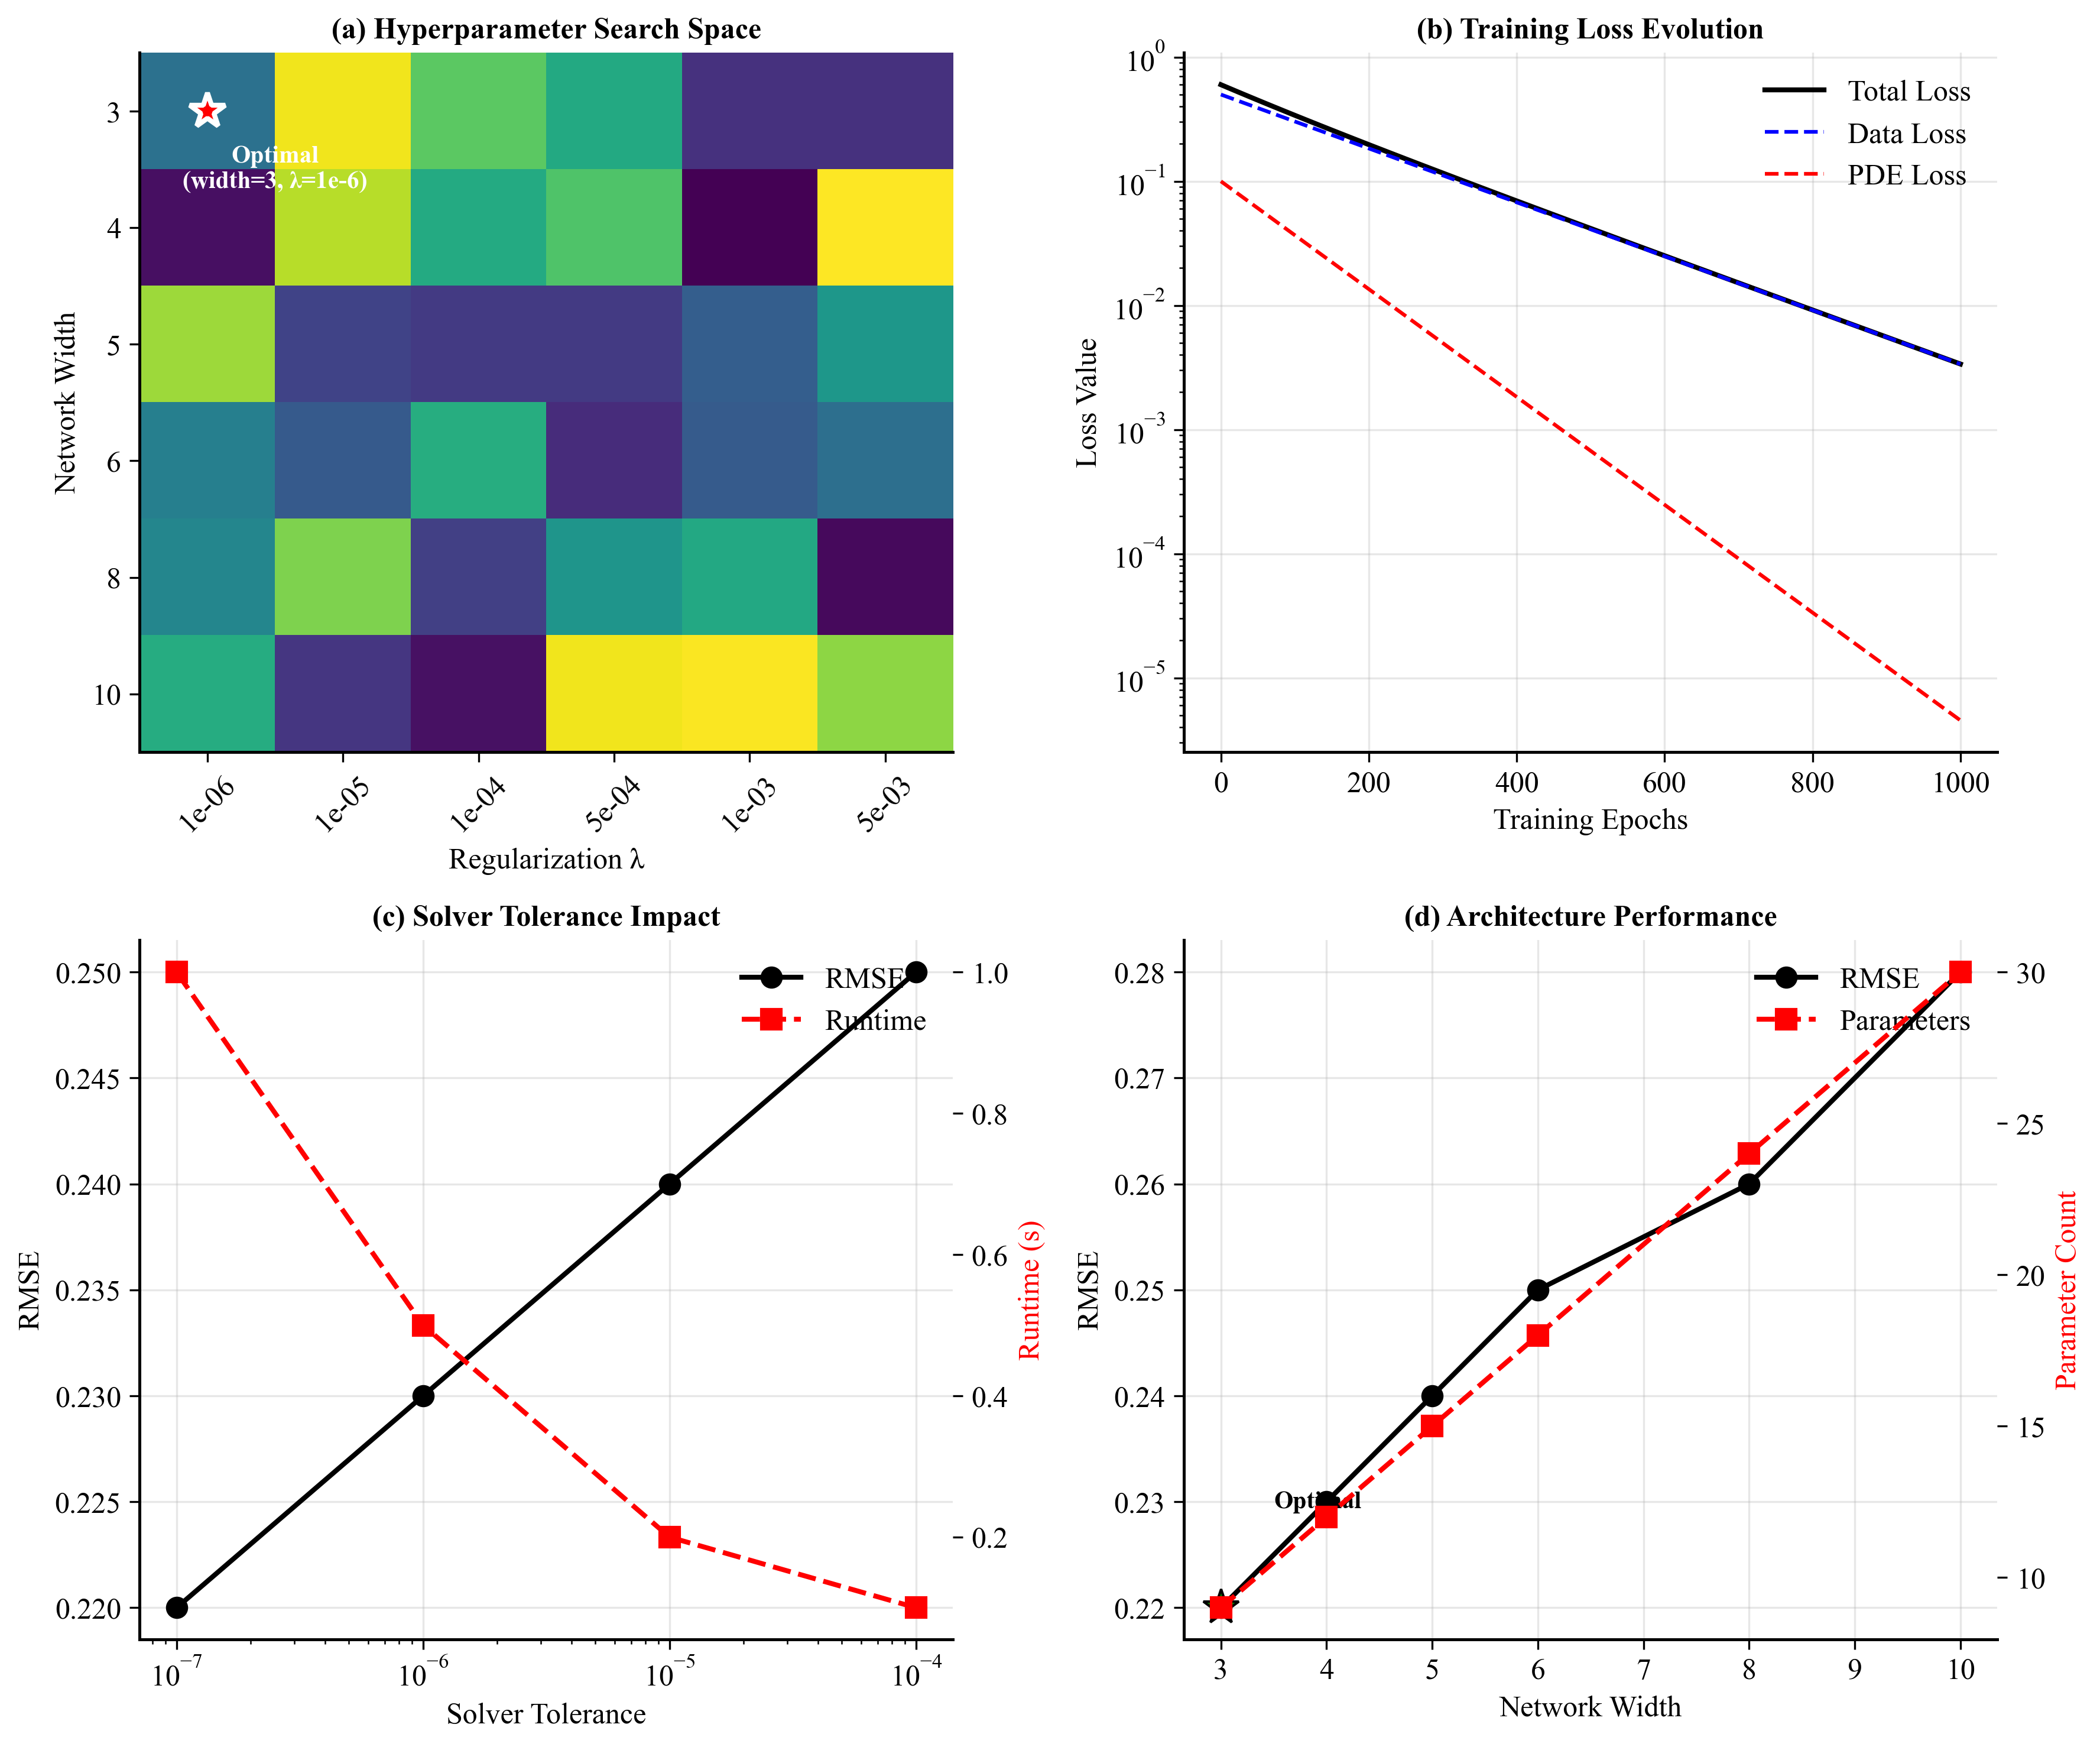 (a) Hyperparameter Search Space
Network Width
3
4
5
6
8
10
Optimal
(width=3, λ=1e-6)
1e-06
1e-05
1e-04
5e-04
1e-03
5e-03
Regularization λ
(b) Training Loss Evolution
Loss Value
10⁰
10⁻¹
10⁻²
10⁻³
10⁻⁴
10⁻⁵
Total Loss
Data Loss
PDE Loss
0
200
400
600
800
1000
Training Epochs
(c) Solver Tolerance Impact
RMSE
0.250
0.245
0.240
0.235
0.230
0.225
0.220
RMSE
Runtime
1.0
0.8
0.6
0.4
0.2
Runtime (s)
10⁻⁷
10⁻⁶
10⁻⁵
10⁻⁴
Solver Tolerance
(d) Architecture Performance
RMSE
0.28
0.27
0.26
0.25
0.24
0.23
0.22
RMSE
Parameters
Optimal
30
25
20
15
10
Parameter Count
3
4
5
6
7
8
9
10
Network Width